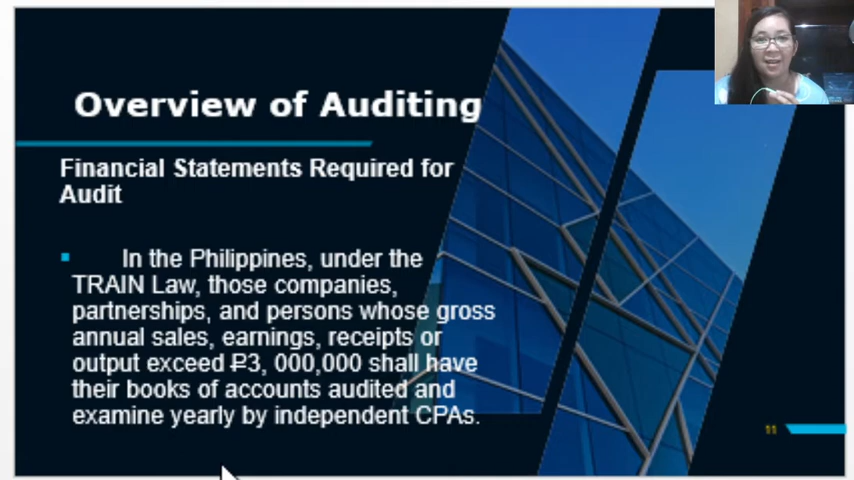 Overview of Auditing
Financial Statements Required for
Audit
In the Philippines, under the
TRAIN Law, those companies,
partnerships, and persons whose gross
annual sales, earnings, receipts or
output exceed ₱3, 000,000 shall have
their books of accounts audited and
examine yearly by independent CPAs.
11